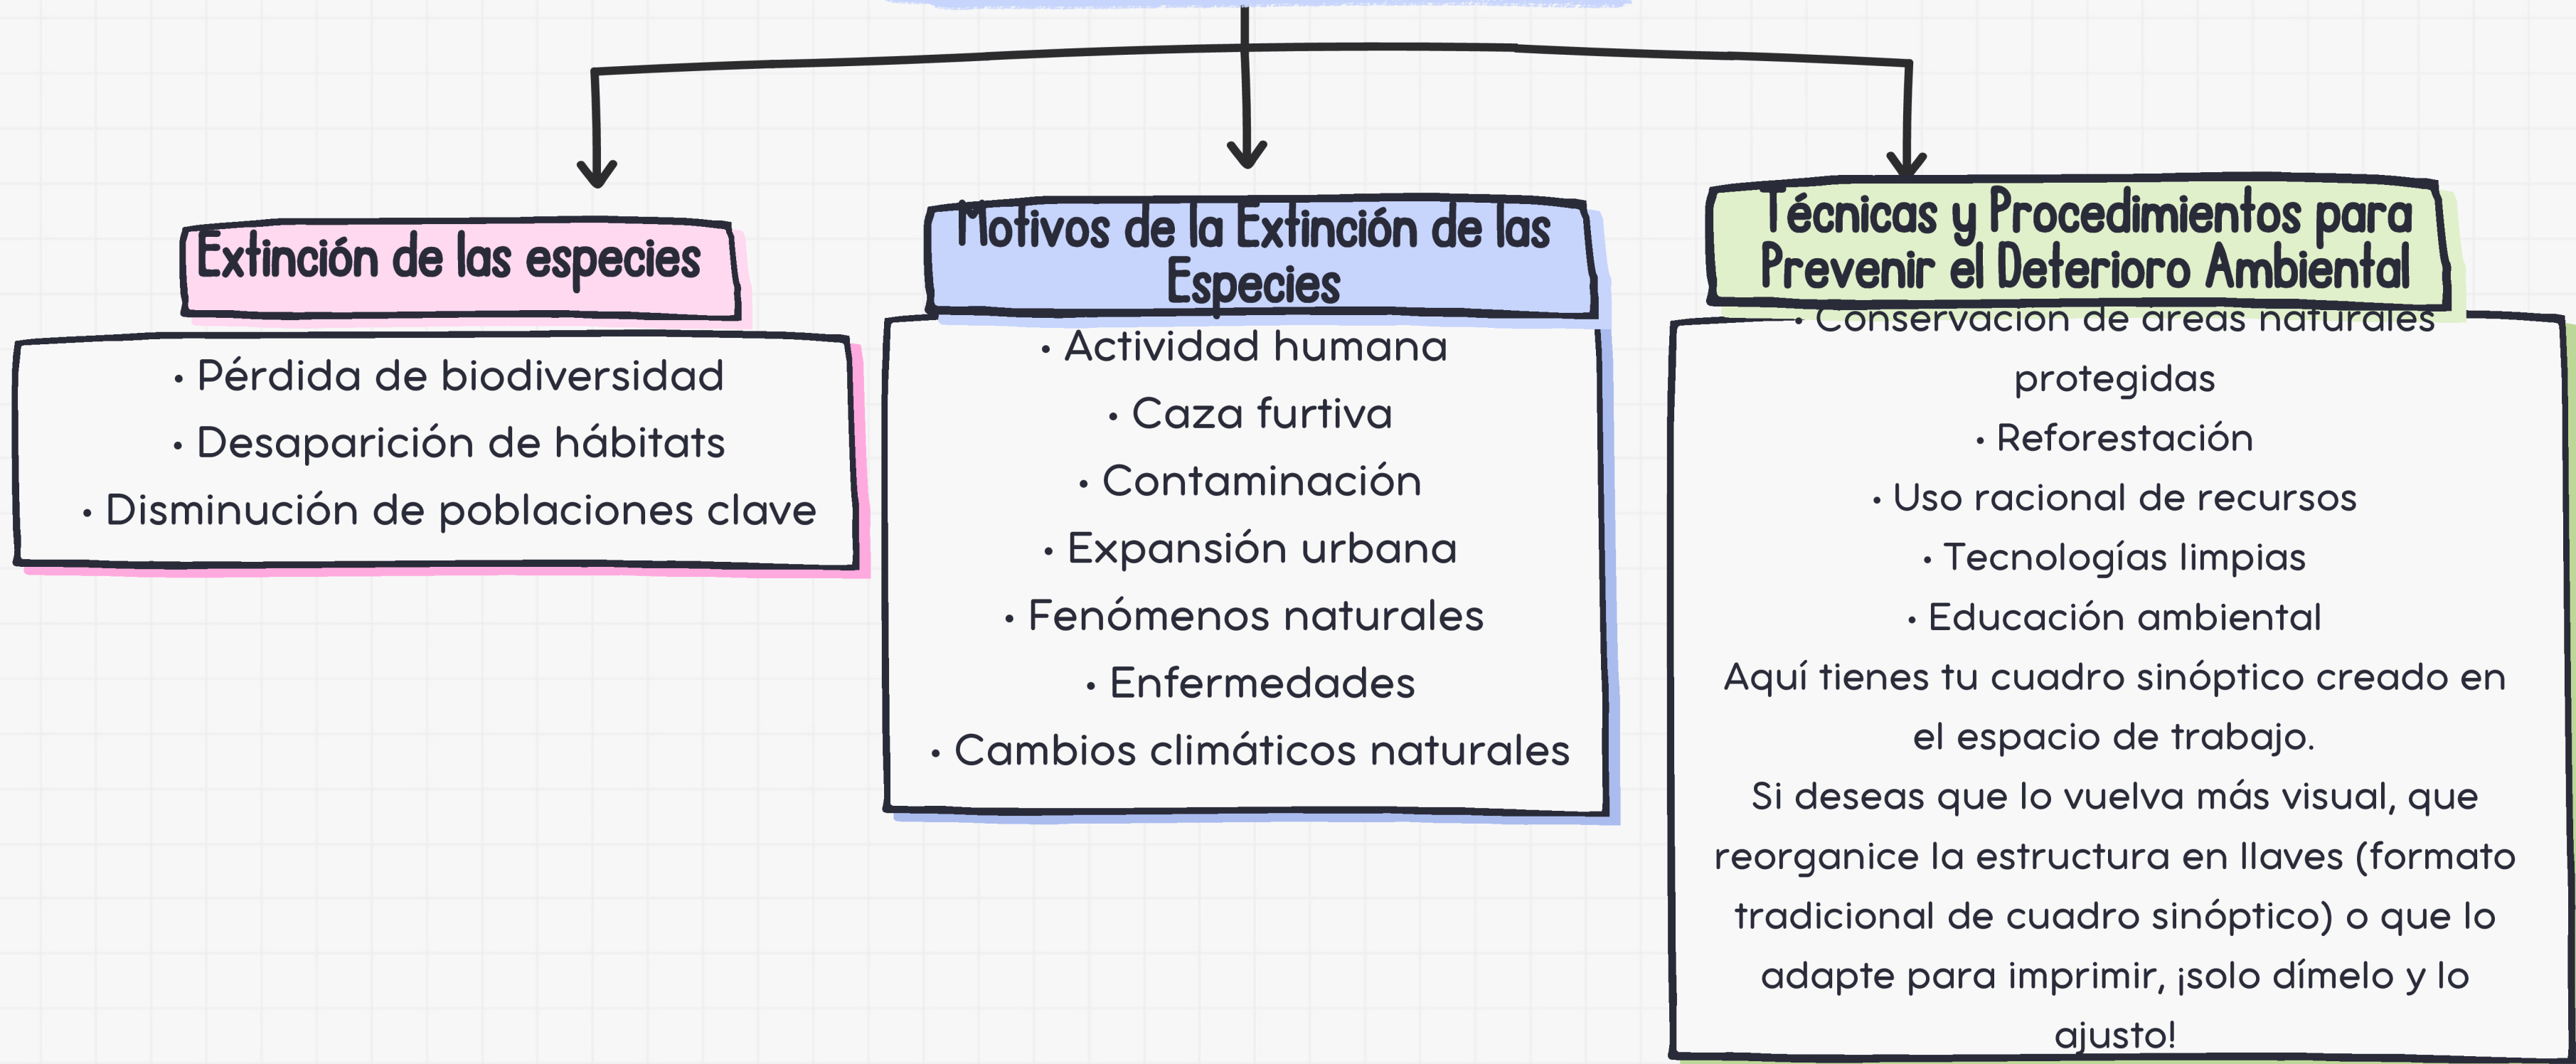 Extinción de las especies
• Pérdida de biodiversidad
• Desaparición de hábitats
• Disminución de poblaciones clave
Motivos de la Extinción de las
Especies
• Actividad humana
• Caza furtiva
• Contaminación
• Expansión urbana
• Fenómenos naturales
• Enfermedades
• Cambios climáticos naturales
Técnicas y Procedimientos para
Prevenir el Deterioro Ambiental
• Conservación de áreas naturales
protegidas
• Reforestación
• Uso racional de recursos
• Tecnologías limpias
• Educación ambiental
Aquí tienes tu cuadro sinóptico creado en
el espacio de trabajo.
Si deseas que lo vuelva más visual, que
reorganice la estructura en llaves (formato
tradicional de cuadro sinóptico) o que lo
adapte para imprimir, ¡solo dímelo y lo
ajusto!